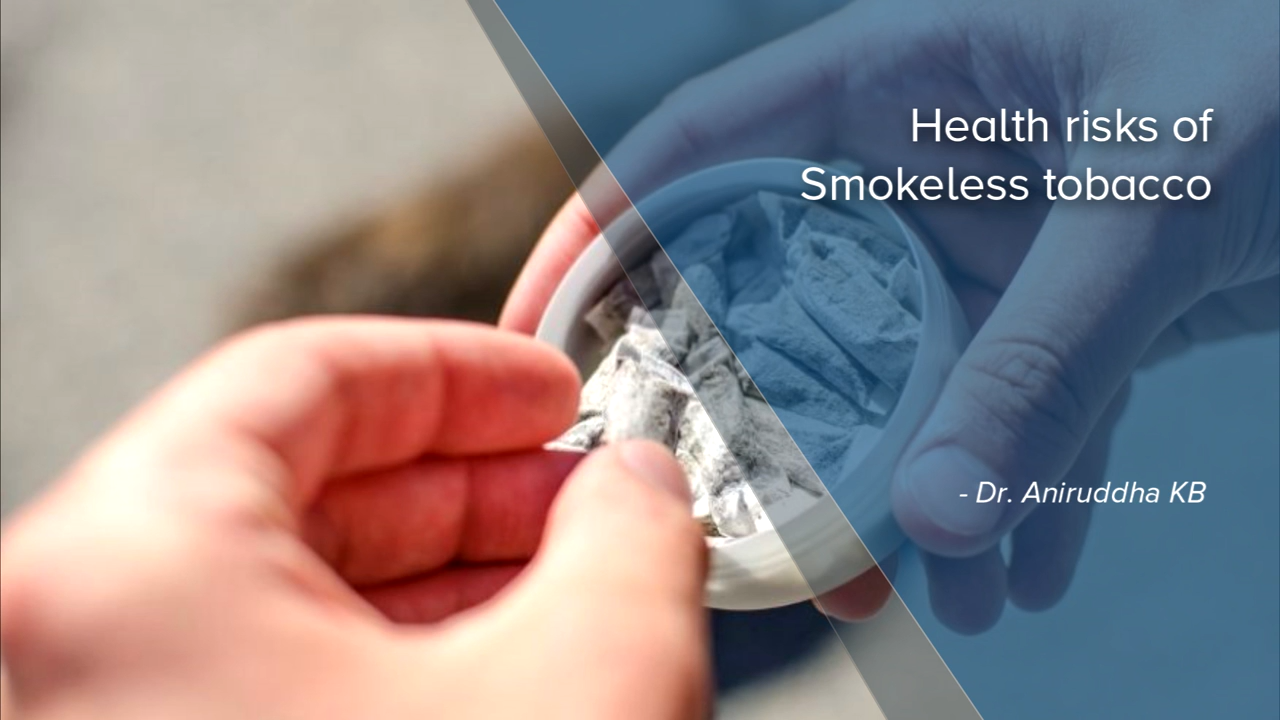 Health risks of
Smokeless tobacco
- Dr. Aniruddha KB